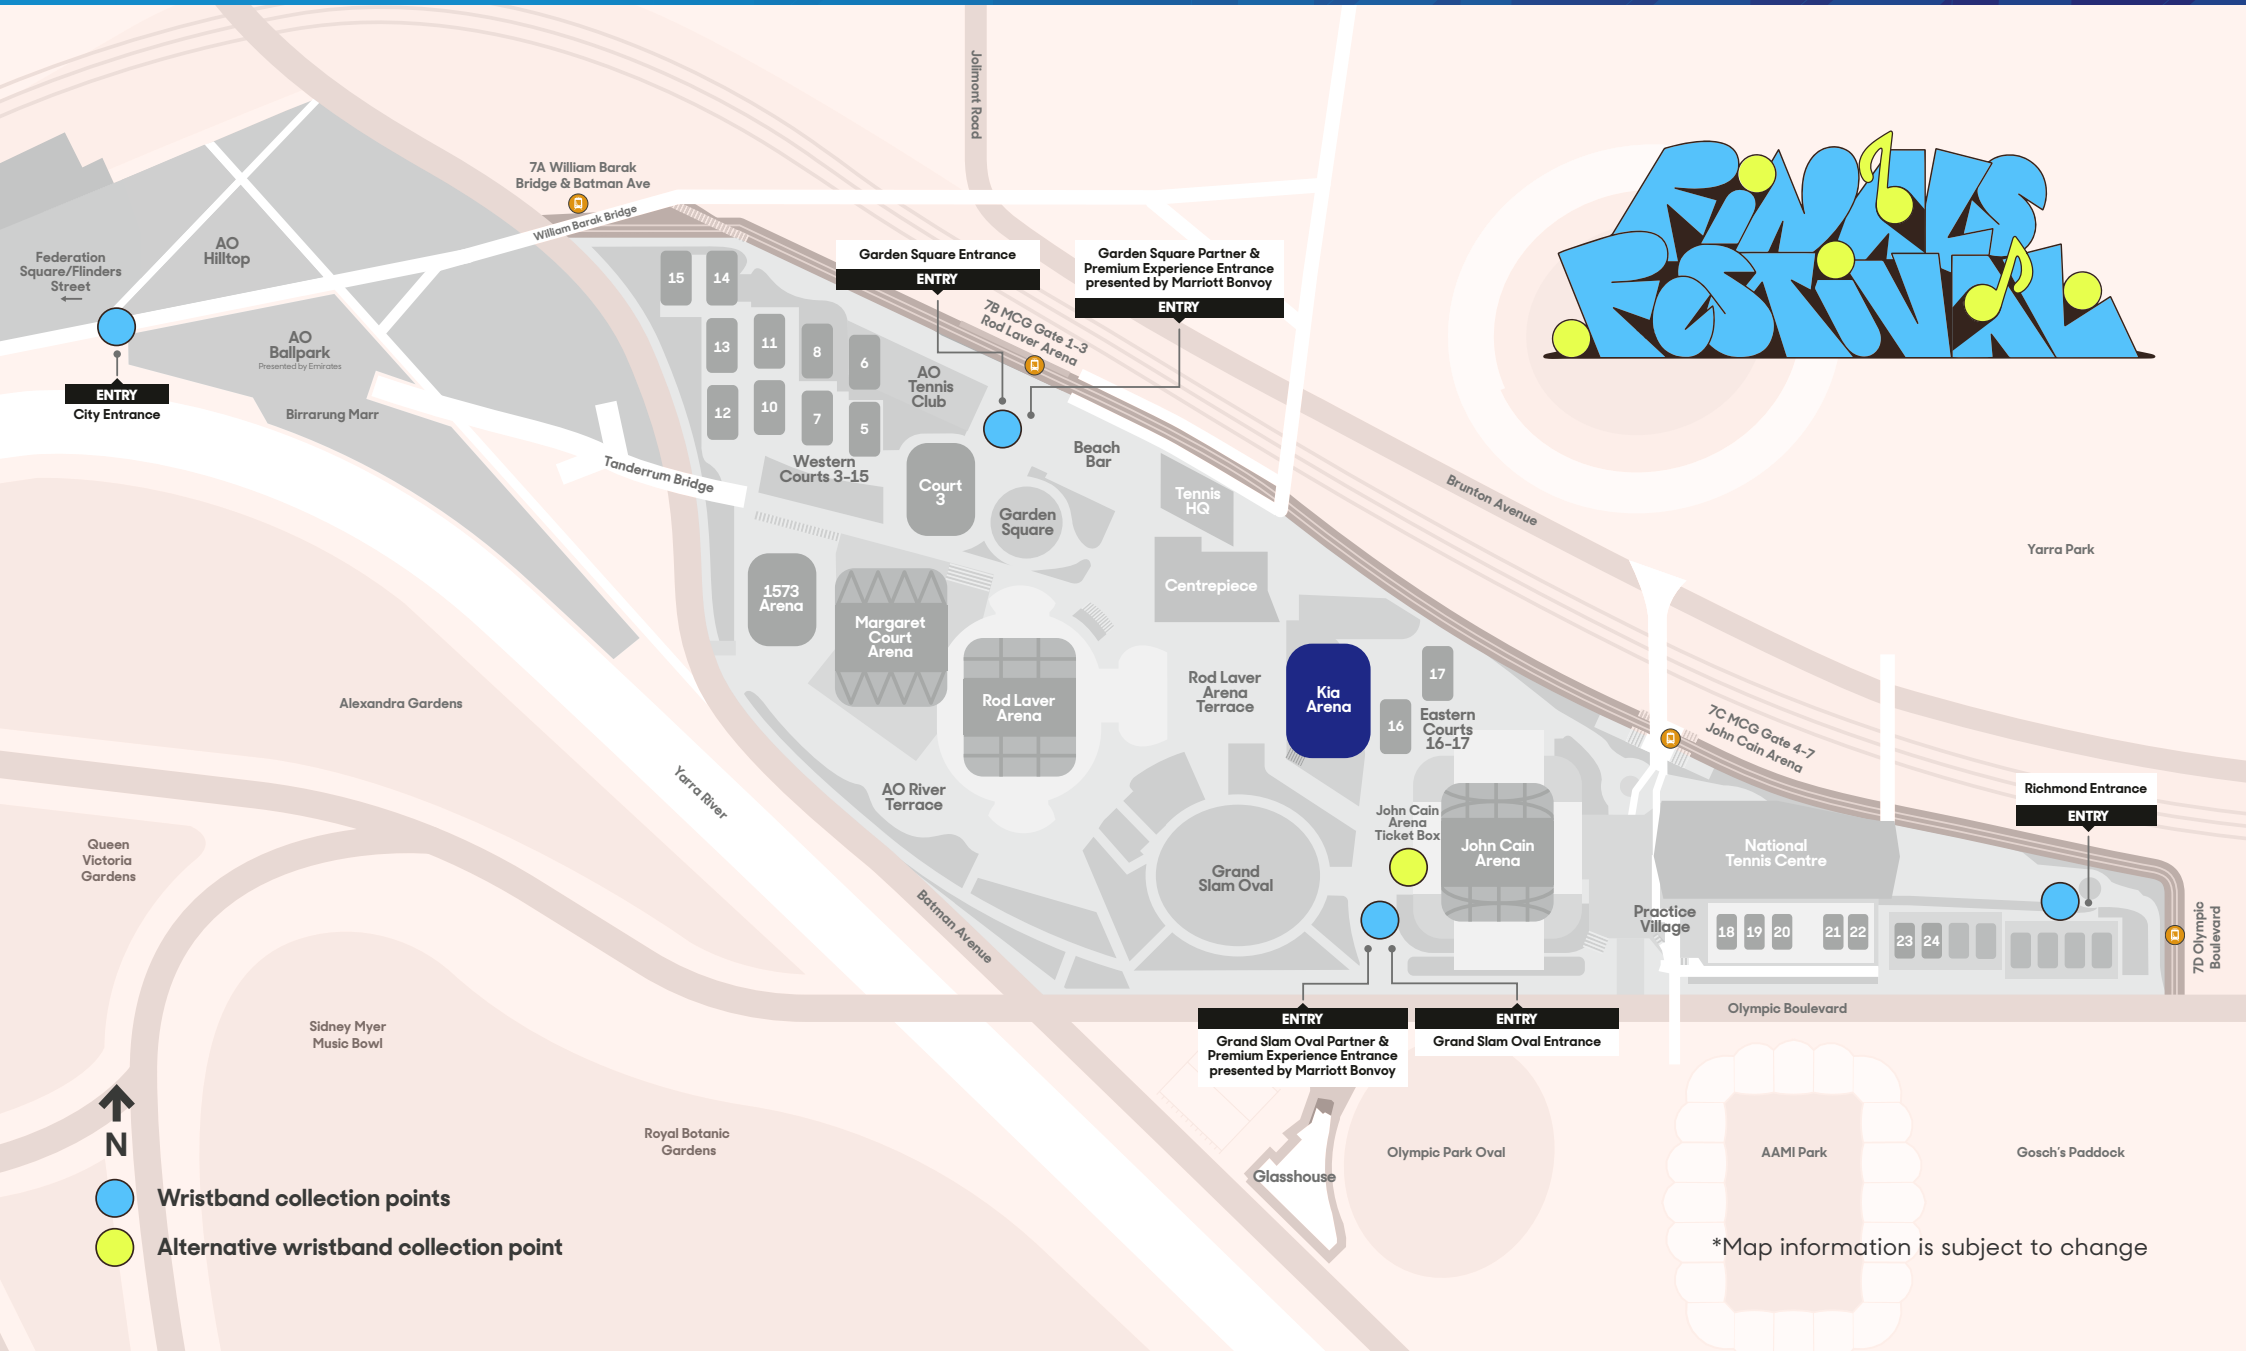 FINALS
FESTIVAL
Jolimont Road
7A William Barak
Bridge & Batman Ave
William Barak Bridge
AO
Hilltop
Federation
Square/Flinders
Street
AO
Ballpark
Presented by Emirates
ENTRY
City Entrance
Birrarung Marr
Tanderrum Bridge
Garden Square Entrance
ENTRY
Garden Square Partner &
Premium Experience Entrance
presented by Marriott Bonvoy
ENTRY
7B MCG Gate 1-3
Rod Laver Arena
15
14
13
11
8
6
12
10
7
5
AO
Tennis
Club
Western
Courts 3-15
Court
3
Garden
Square
Beach
Bar
Tennis
HQ
Centrepiece
Brunton Avenue
Yarra Park
1573
Arena
Margaret
Court
Arena
Rod Laver
Arena
Rod Laver
Arena
Terrace
Kia
Arena
17
16
Eastern
Courts
16-17
7C MCG Gate 4-7
John Cain Arena
Alexandra Gardens
Yarra River
AO River
Terrace
Richmond Entrance
ENTRY
John Cain
Arena
Ticket Box
John Cain
Arena
National
Tennis Centre
Queen
Victoria
Gardens
Grand
Slam Oval
Batman Avenue
Practice
Village
18
19
20
21
22
23
24
7D Olympic
Boulevard
Olympic Boulevard
ENTRY
Grand Slam Oval Partner &
Premium Experience Entrance
presented by Marriott Bonvoy
ENTRY
Grand Slam Oval Entrance
Sidney Myer
Music Bowl
Royal Botanic
Gardens
Glasshouse
Olympic Park Oval
AAMI Park
Gosch's Paddock
N
Wristband collection points
Alternative wristband collection point
*Map information is subject to change